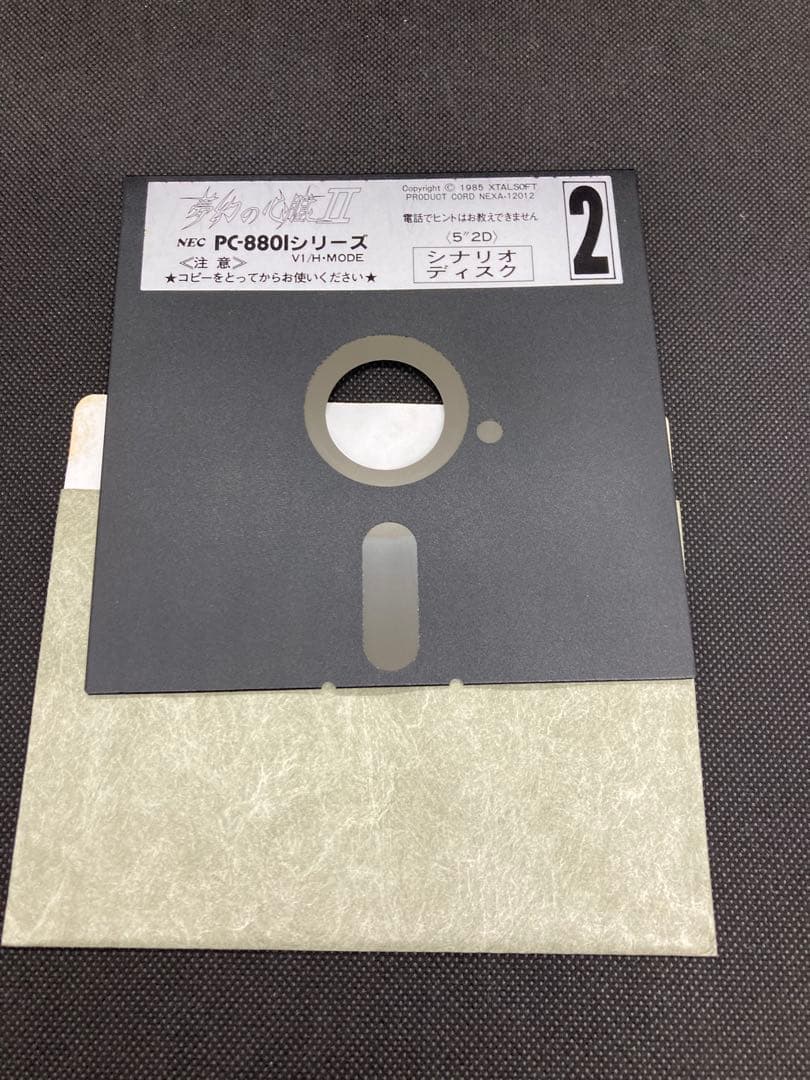 夢幻の心臓II
NEC PC-8801シリーズ
V1/H・MODE
〈注意〉
★コピーをとってからお使いください★
Copyright © 1985 XTALSOFT
PRODUCT CORD NEXA-12012
電話でヒントはお教えできません
〈5″2D〉
シナリオ
ディスク
2